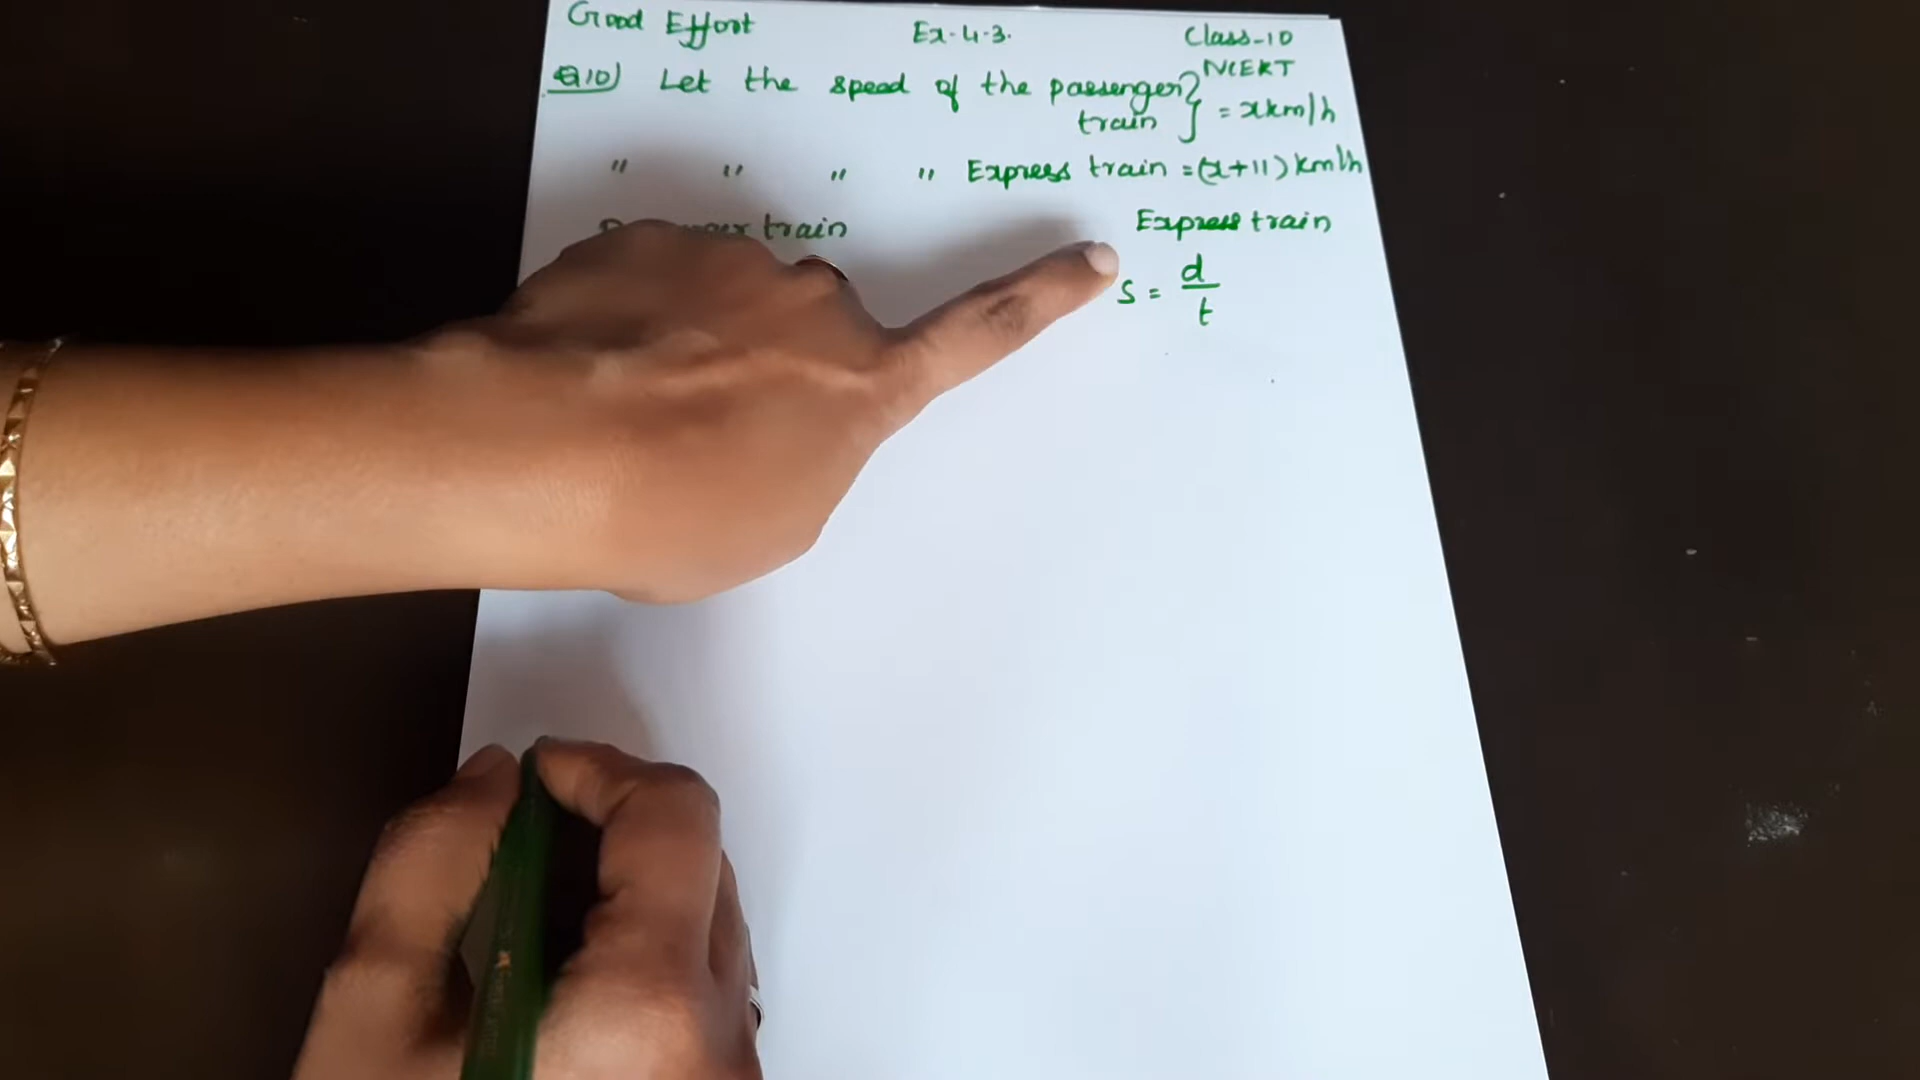 Good Effort Ex-4.3. Class-10
NCERT
Q10) Let the speed of the passenger
train } = x km/h
" " " " Express train = (x+11) km/h
train Express train
S = d/t